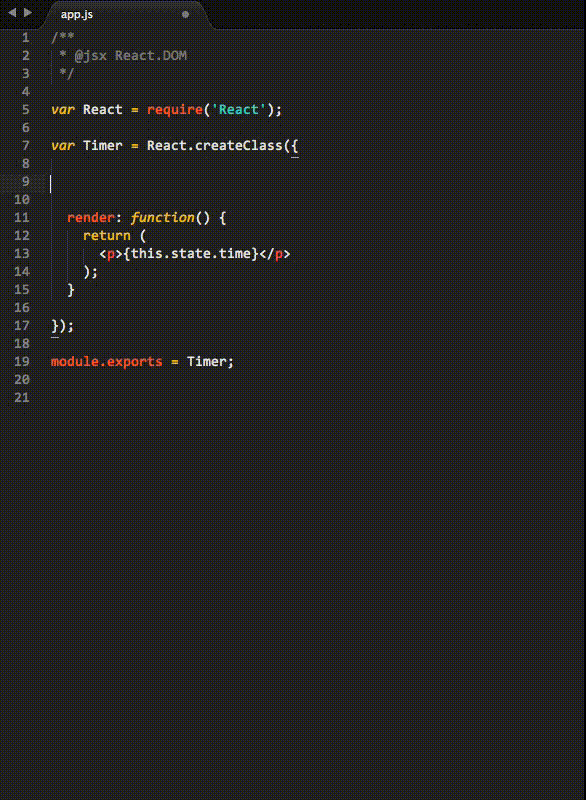 app.js
1 /**
2  * @jsx React.DOM
3  */
4
5 var React = require('React');
6
7 var Timer = React.createClass({
8
9
10
11   render: function() {
12     return (
13       <p>{this.state.time}</p>
14     );
15   }
16
17 });
18
19 module.exports = Timer;
20
21